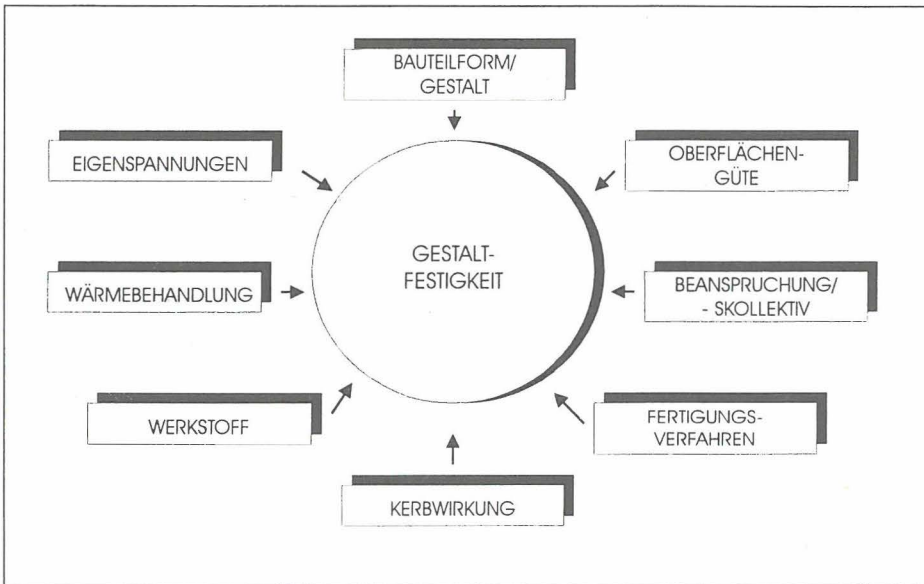 BAUTEILFORM/
GESTALT
EIGENSPANNUNGEN
OBERFLÄCHEN-
GÜTE
GESTALT-
FESTIGKEIT
WÄRMEBEHANDLUNG
BEANSPRUCHUNG/
- SKOLLEKTIV
WERKSTOFF
FERTIGUNGS-
VERFAHREN
KERBWIRKUNG